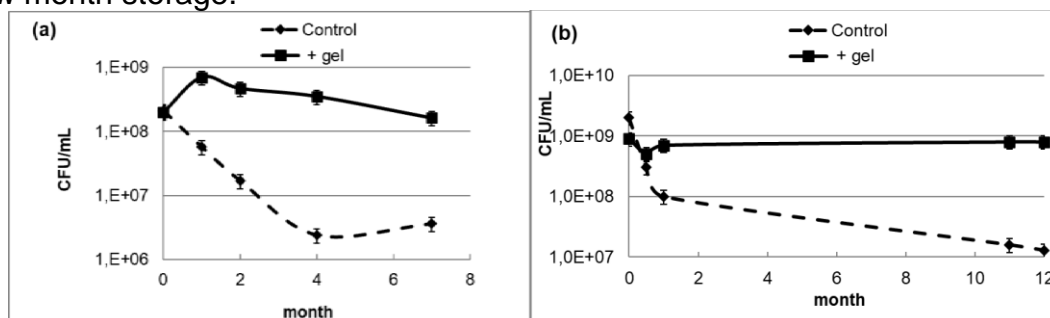 w month storage.
(a)
Control
+ gel
1,E+09
1,E+08
1,E+07
1,E+06
CFU/mL
0 2 4 6 8
month
(b)
Control
+ gel
1,0E+10
1,0E+09
1,0E+08
1,0E+07
CFU/mL
0 2 4 6 8 10 12
month